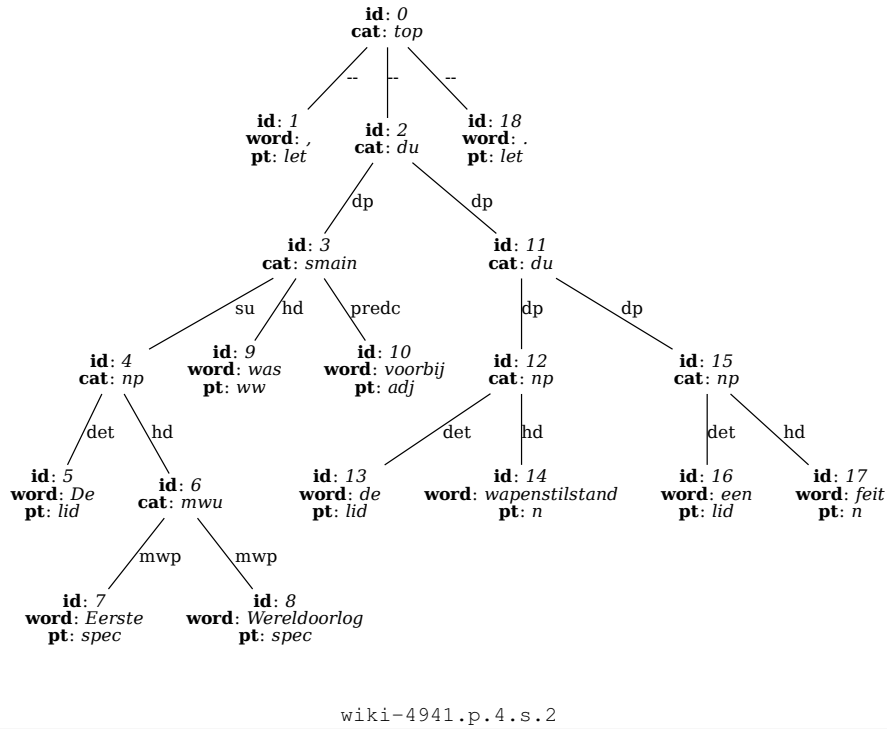 id: 0
cat: top
--
--
--
id: 1
word: ,
pt: let
id: 2
cat: du
id: 18
word: .
pt: let
dp
dp
id: 3
cat: smain
id: 11
cat: du
su
hd
predc
dp
dp
id: 4
cat: np
id: 9
word: was
pt: ww
id: 10
word: voorbij
pt: adj
id: 12
cat: np
id: 15
cat: np
det
hd
det
hd
det
hd
id: 5
word: De
pt: lid
id: 6
cat: mwu
id: 13
word: de
pt: lid
id: 14
word: wapenstilstand
pt: n
id: 16
word: een
pt: lid
id: 17
word: feit
pt: n
mwp
mwp
id: 7
word: Eerste
pt: spec
id: 8
word: Wereldoorlog
pt: spec
wiki-4941.p.4.s.2